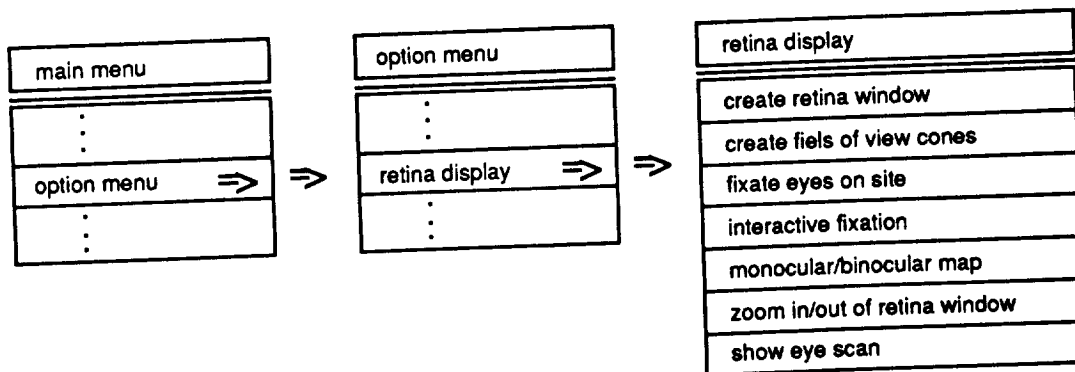 main menu
option menu
option menu
retina display
retina display
create retina window
create fiels of view cones
fixate eyes on site
interactive fixation
monocular/binocular map
zoom in/out of retina window
show eye scan